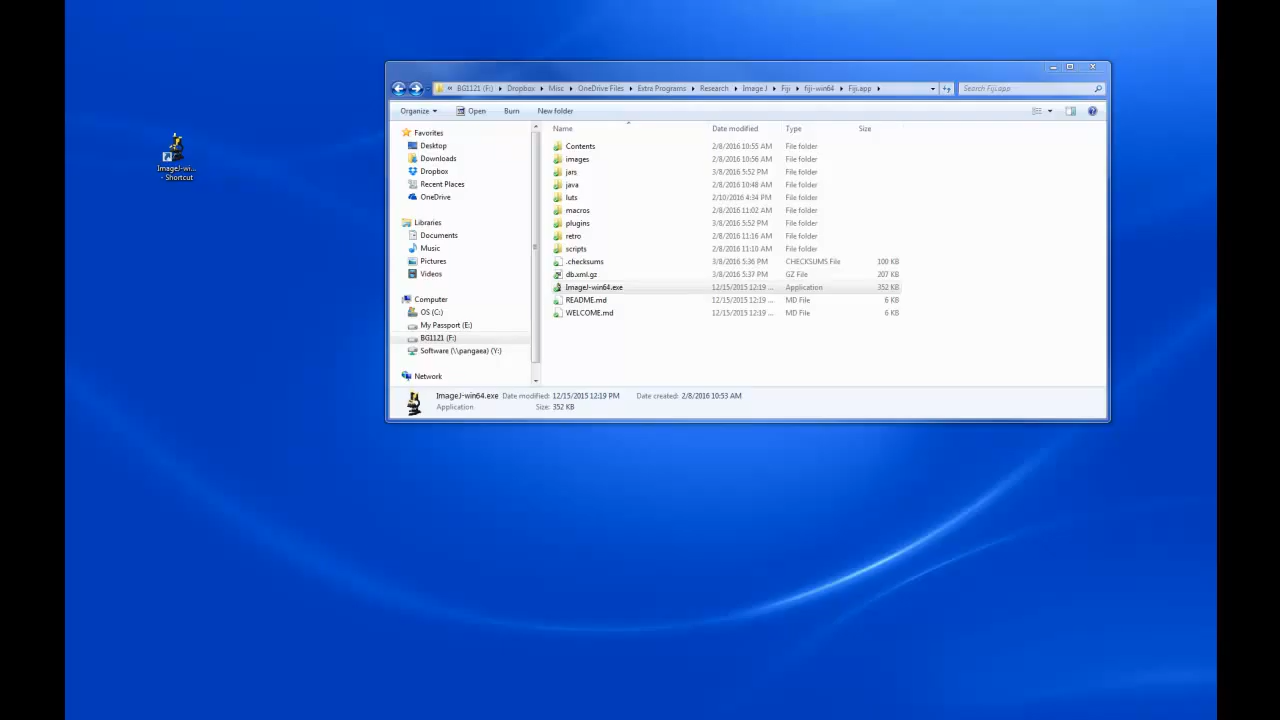 ImageJ-wi...
- Shortcut
« BG1121 (F:) Dropbox Misc OneDrive Files Extra Programs Research Image J Fiji fiji-win64 Fiji.app
Search Fiji.app
Organize Open Burn New folder
Favorites
Desktop
Downloads
Dropbox
Recent Places
OneDrive
Libraries
Documents
Music
Pictures
Videos
Computer
OS (C:)
My Passport (E:)
BG1121 (F:)
Software (\\pangaea) (Y:)
Network
Name Date modified Type Size
Contents 2/8/2016 10:55 AM File folder
images 2/8/2016 10:56 AM File folder
jars 3/8/2016 5:52 PM File folder
java 2/8/2016 10:48 AM File folder
luts 2/10/2016 4:34 PM File folder
macros 2/8/2016 11:02 AM File folder
plugins 3/8/2016 5:52 PM File folder
retro 2/8/2016 11:16 AM File folder
scripts 2/8/2016 11:10 AM File folder
.checksums 3/8/2016 5:36 PM CHECKSUMS File 100 KB
db.xml.gz 3/8/2016 5:37 PM GZ File 207 KB
ImageJ-win64.exe 12/15/2015 12:19 ... Application 352 KB
README.md 12/15/2015 12:19 ... MD File 6 KB
WELCOME.md 12/15/2015 12:19 ... MD File 6 KB
ImageJ-win64.exe Date modified: 12/15/2015 12:19 PM Date created: 2/8/2016 10:53 AM
Application Size: 352 KB